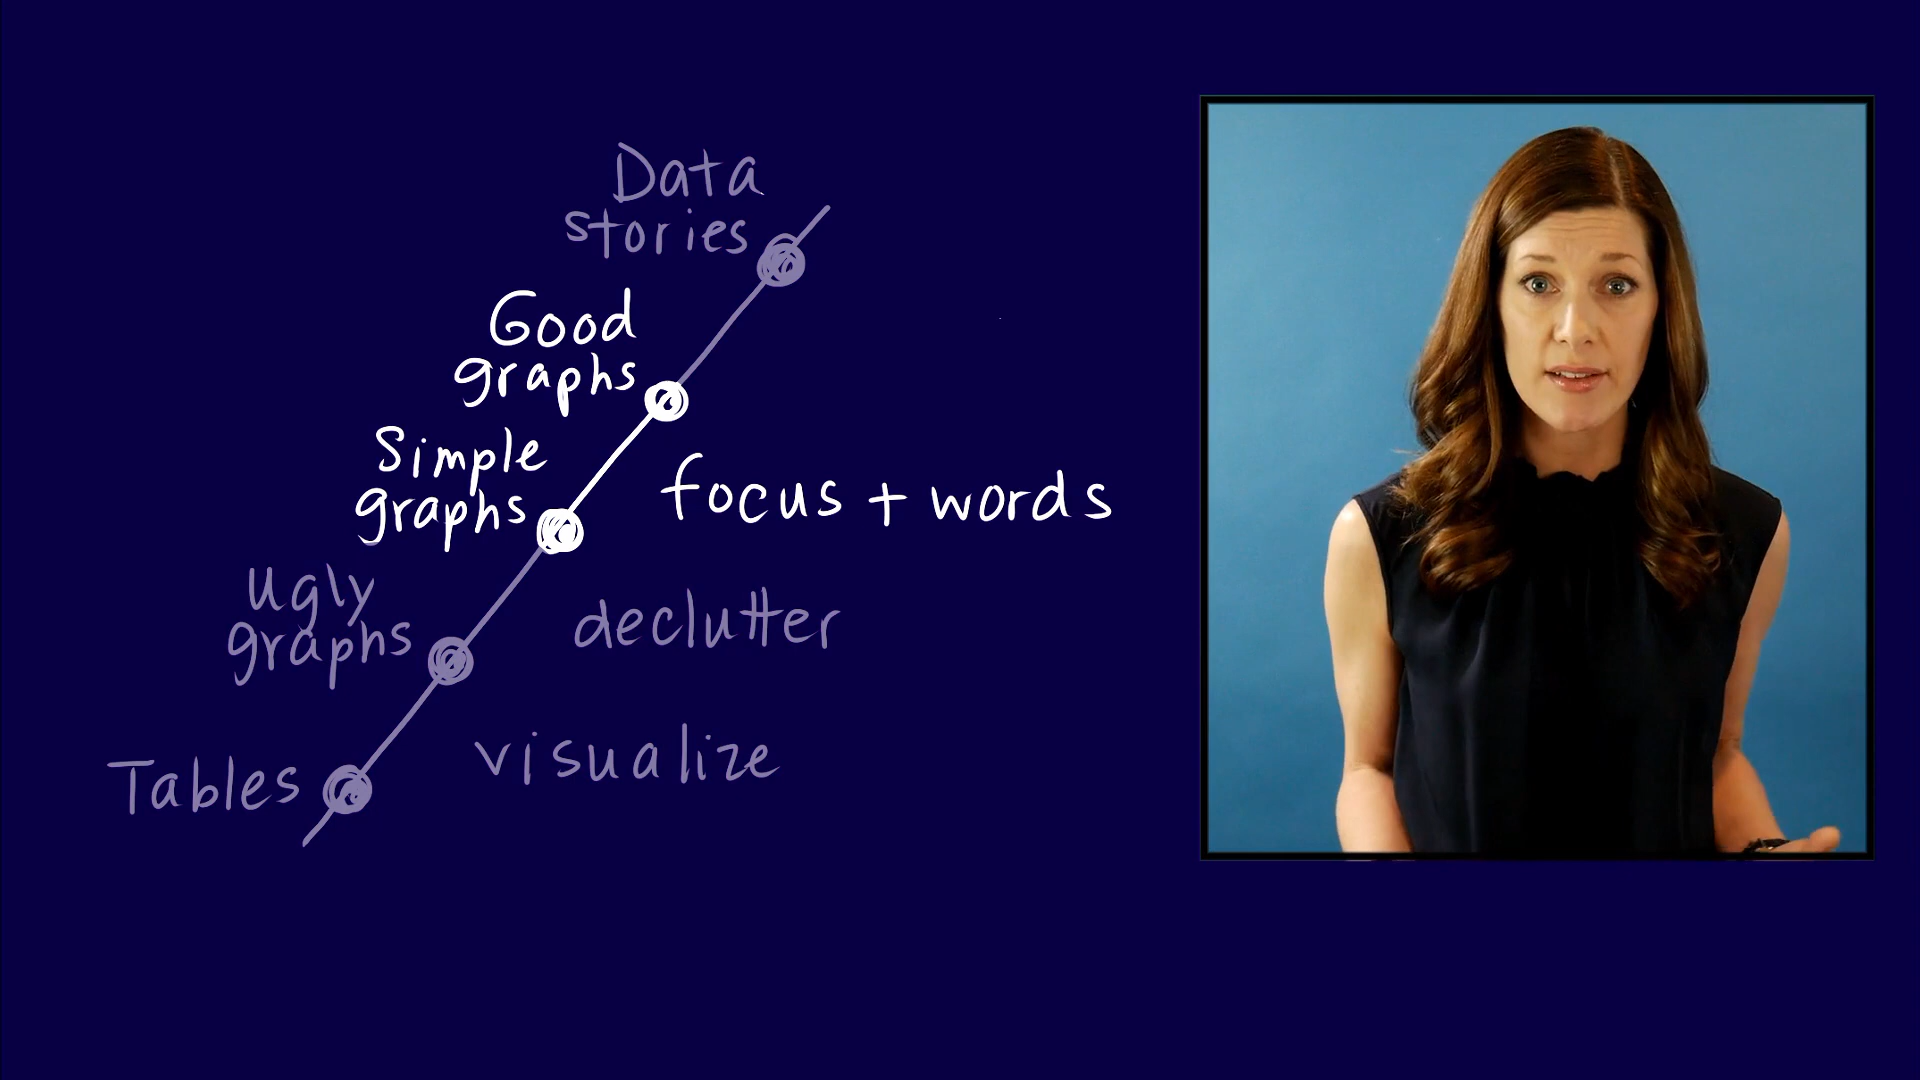 Data
stories
Good
graphs
Simple
graphs
focus + words
ugly
graphs
declutter
Tables
visualize